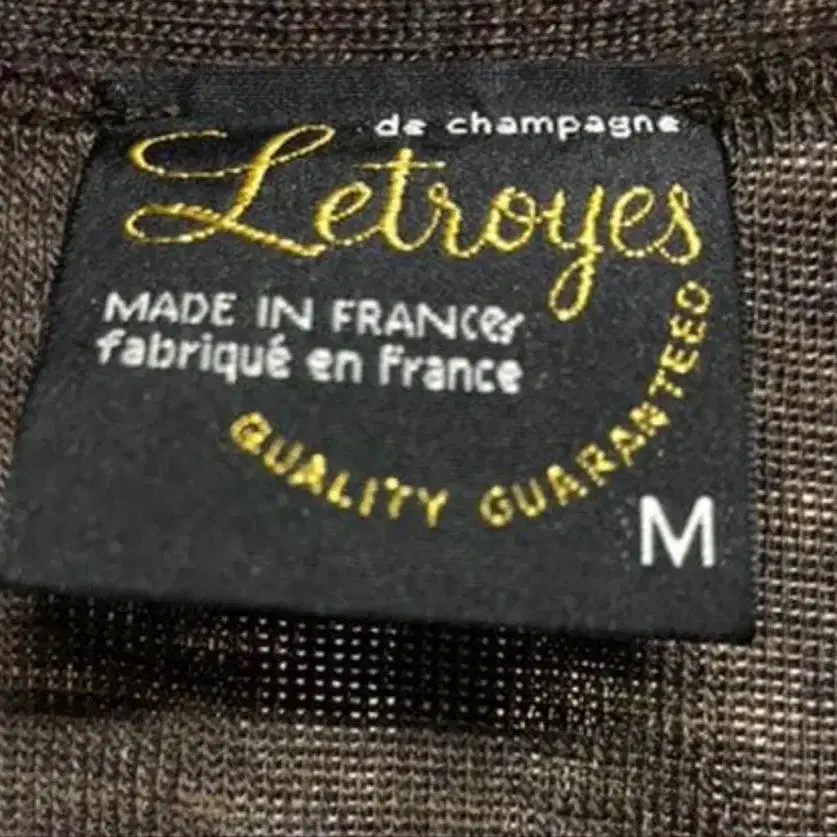 de champagne
Letroyes
MADE IN FRANCE
fabriqué en France
QUALITY GUARANTEED
M